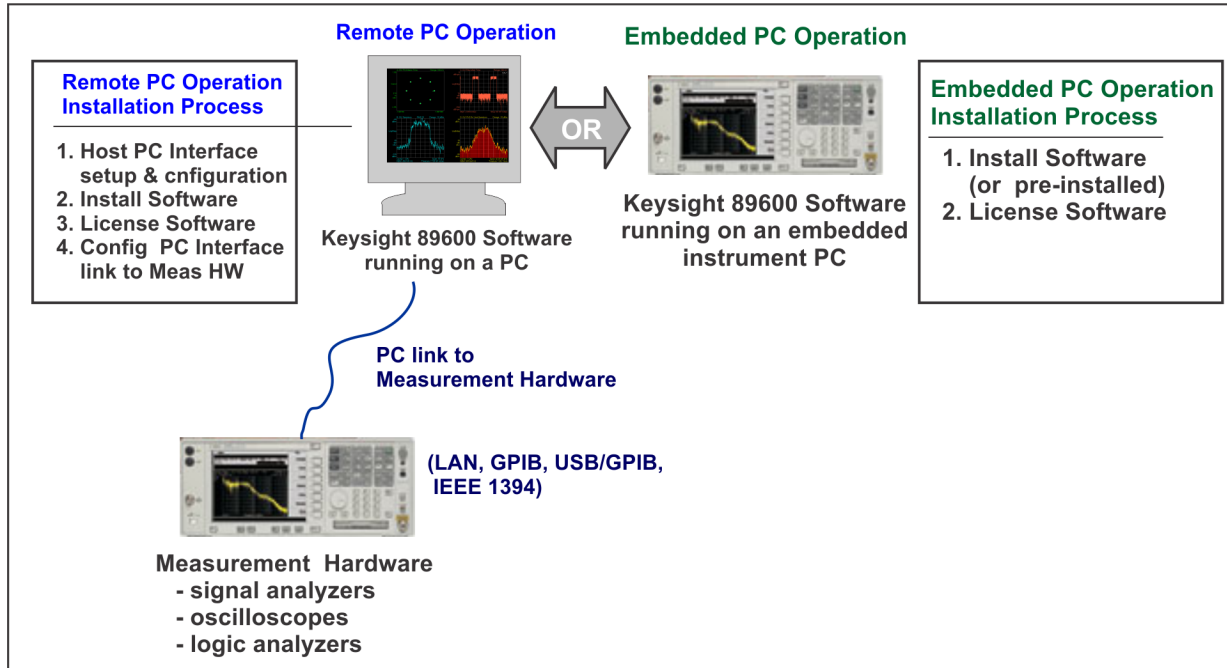 Remote PC Operation
Installation Process
1. Host PC Interface
setup & cnfiguration
2. Install Software
3. License Software
4. Config PC Interface
link to Meas HW
Remote PC Operation
Keysight 89600 Software
running on a PC
OR
Embedded PC Operation
Keysight 89600 Software
running on an embedded
instrument PC
Embedded PC Operation
Installation Process
1. Install Software
(or pre-installed)
2. License Software
PC link to
Measurement Hardware
(LAN, GPIB, USB/GPIB,
IEEE 1394)
Measurement Hardware
- signal analyzers
- oscilloscopes
- logic analyzers